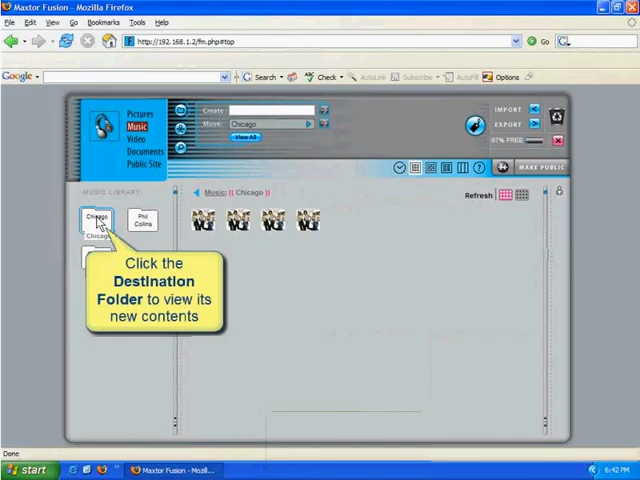 Maxtor Fusion - Mozilla Firefox
File Edit View Go Bookmarks Tools Help
http://192.168.1.2/fm.php#top
Go
Google
Search
Check
AutoLink
Subscribe
AutoFill
Options
Pictures
Music
Video
Documents
Public Site
Create:
Move: Chicago
View All
IMPORT
EXPORT
97% FREE
MAKE PUBLIC
MUSIC LIBRARY:
Music: (( Chicago ))
Refresh
Chicago
Phil
Collins
Chicago
Click the
Destination
Folder to view its
new contents
Done
start
Maxtor Fusion - Mozill...
6:42 PM